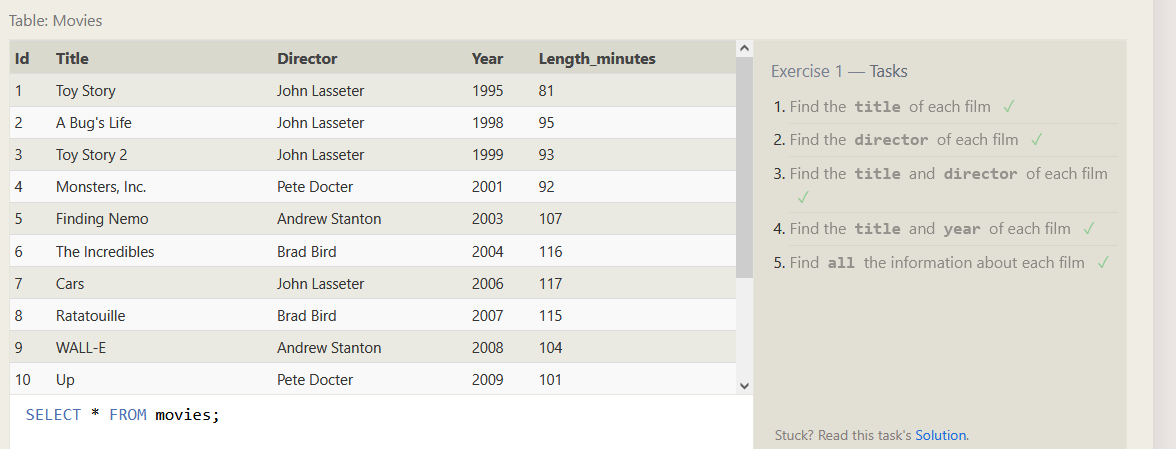 Table: Movies
Id Title Director Year Length_minutes
1 Toy Story John Lasseter 1995 81
2 A Bug's Life John Lasseter 1998 95
3 Toy Story 2 John Lasseter 1999 93
4 Monsters, Inc. Pete Docter 2001 92
5 Finding Nemo Andrew Stanton 2003 107
6 The Incredibles Brad Bird 2004 116
7 Cars John Lasseter 2006 117
8 Ratatouille Brad Bird 2007 115
9 WALL-E Andrew Stanton 2008 104
10 Up Pete Docter 2009 101
SELECT * FROM movies;
Exercise 1 — Tasks
1. Find the title of each film ✓
2. Find the director of each film ✓
3. Find the title and director of each film
✓
4. Find the title and year of each film ✓
5. Find all the information about each film ✓
Stuck? Read this task's Solution.